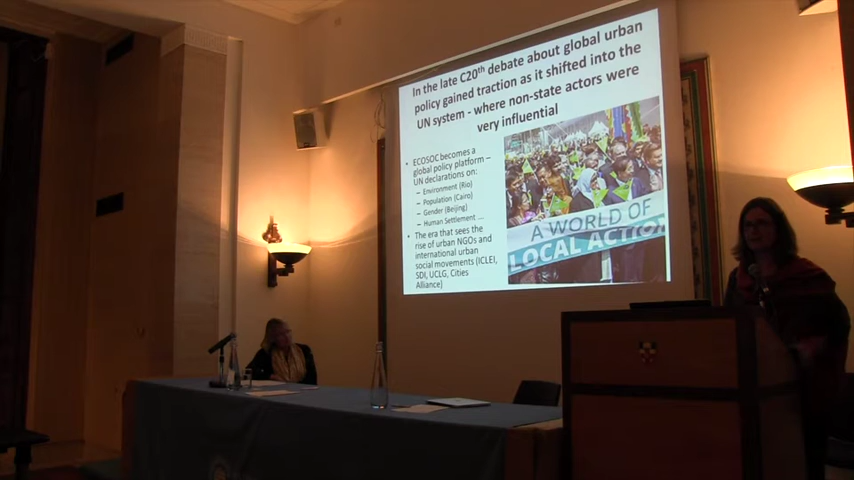 In the late C20th debate about global urban
policy gained traction as it shifted into the
UN system - where non-state actors were
very influential
• ECOSOC becomes a
global policy platform –
UN declarations on:
– Environment (Rio)
– Population (Cairo)
– Gender (Beijing)
– Human Settlement ...
• The era that sees the
rise of urban NGOs and
international urban
social movements (ICLEI,
SDI, UCLG, Cities
Alliance)
A WORLD OF
LOCAL ACTION